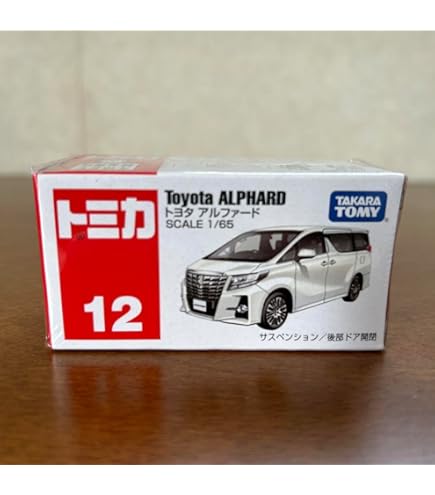 トミカ
12
Toyota ALPHARD
トヨタ アルファード
SCALE 1/65
TAKARA
TOMY
サスペンション/後部ドア開閉